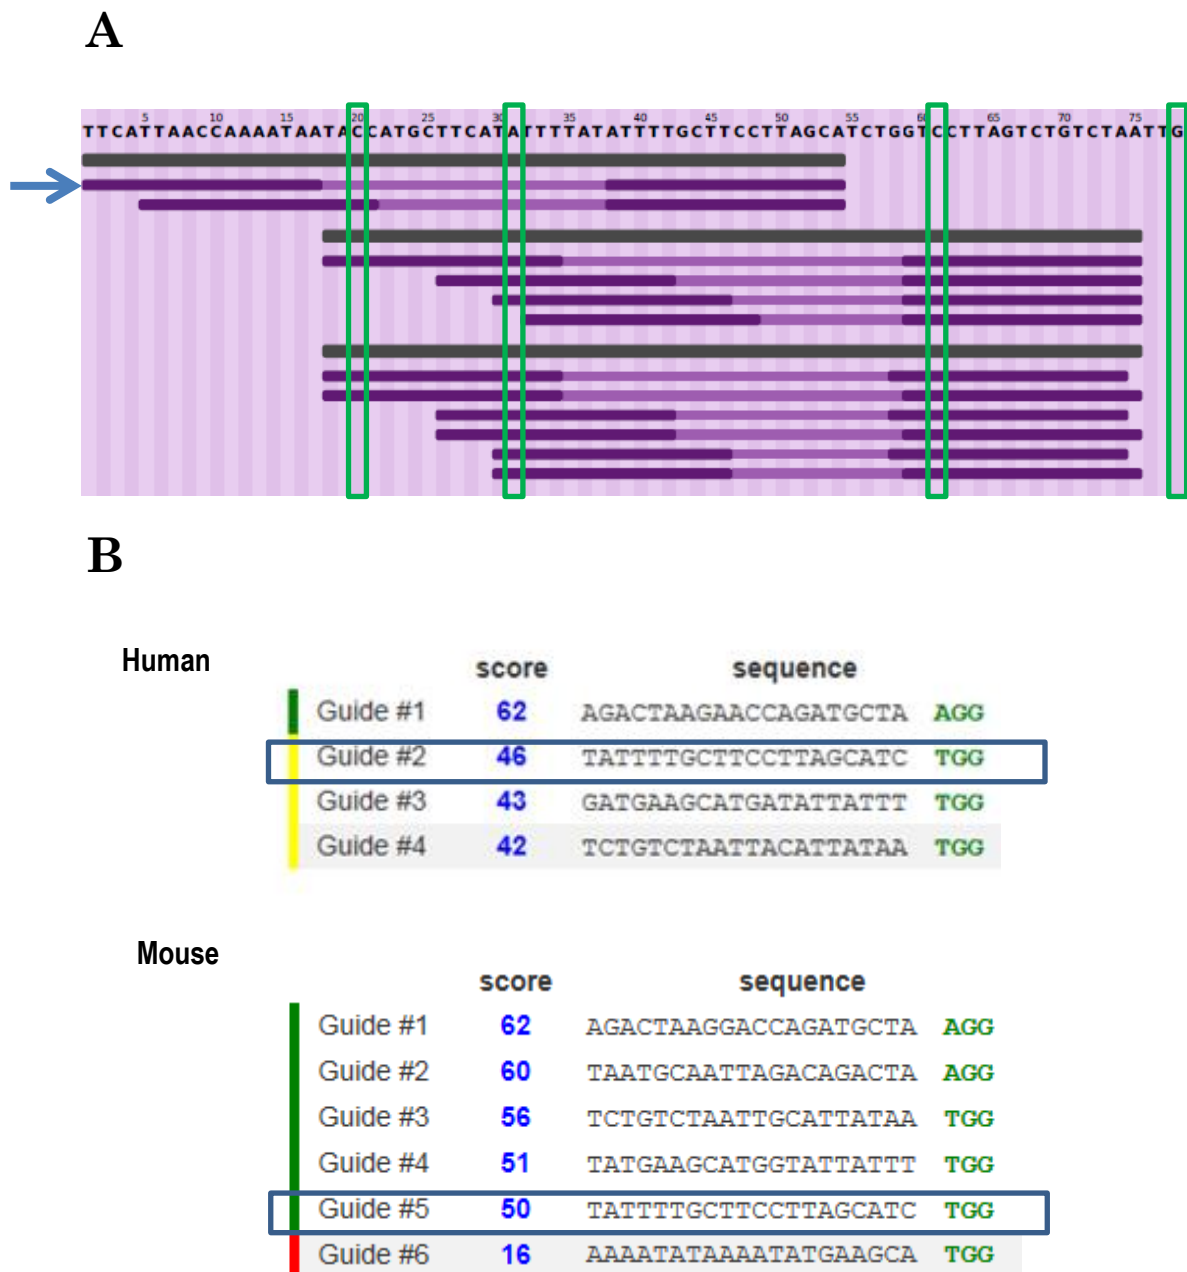 A
5 10 15 20 25 30 35 40 45 50 55 60 65 70 75
TTCATTAACCAAAATAATACCATGCTTCATATTTTATATTTTGCTTCCTTAGCATCTGGTCCTTAGTCTGTCTAATTG
B
Human
score sequence
Guide #1 62 AGACTAAGAACCAGATGCTA AGG
Guide #2 46 TATTTTGCTTCCTTAGCATC TGG
Guide #3 43 GATGAAGCATGATATTATTT TGG
Guide #4 42 TCTGTCTAATTACATTATAA TGG
Mouse
score sequence
Guide #1 62 AGACTAAGGACCAGATGCTA AGG
Guide #2 60 TAATGCAATTAGACAGACTA AGG
Guide #3 56 TCTGTCTAATTGCATTATAA TGG
Guide #4 51 TATGAAGCATGGTATTATTT TGG
Guide #5 50 TATTTTGCTTCCTTAGCATC TGG
Guide #6 16 AAAATATAAAATATGAAGCA TGG